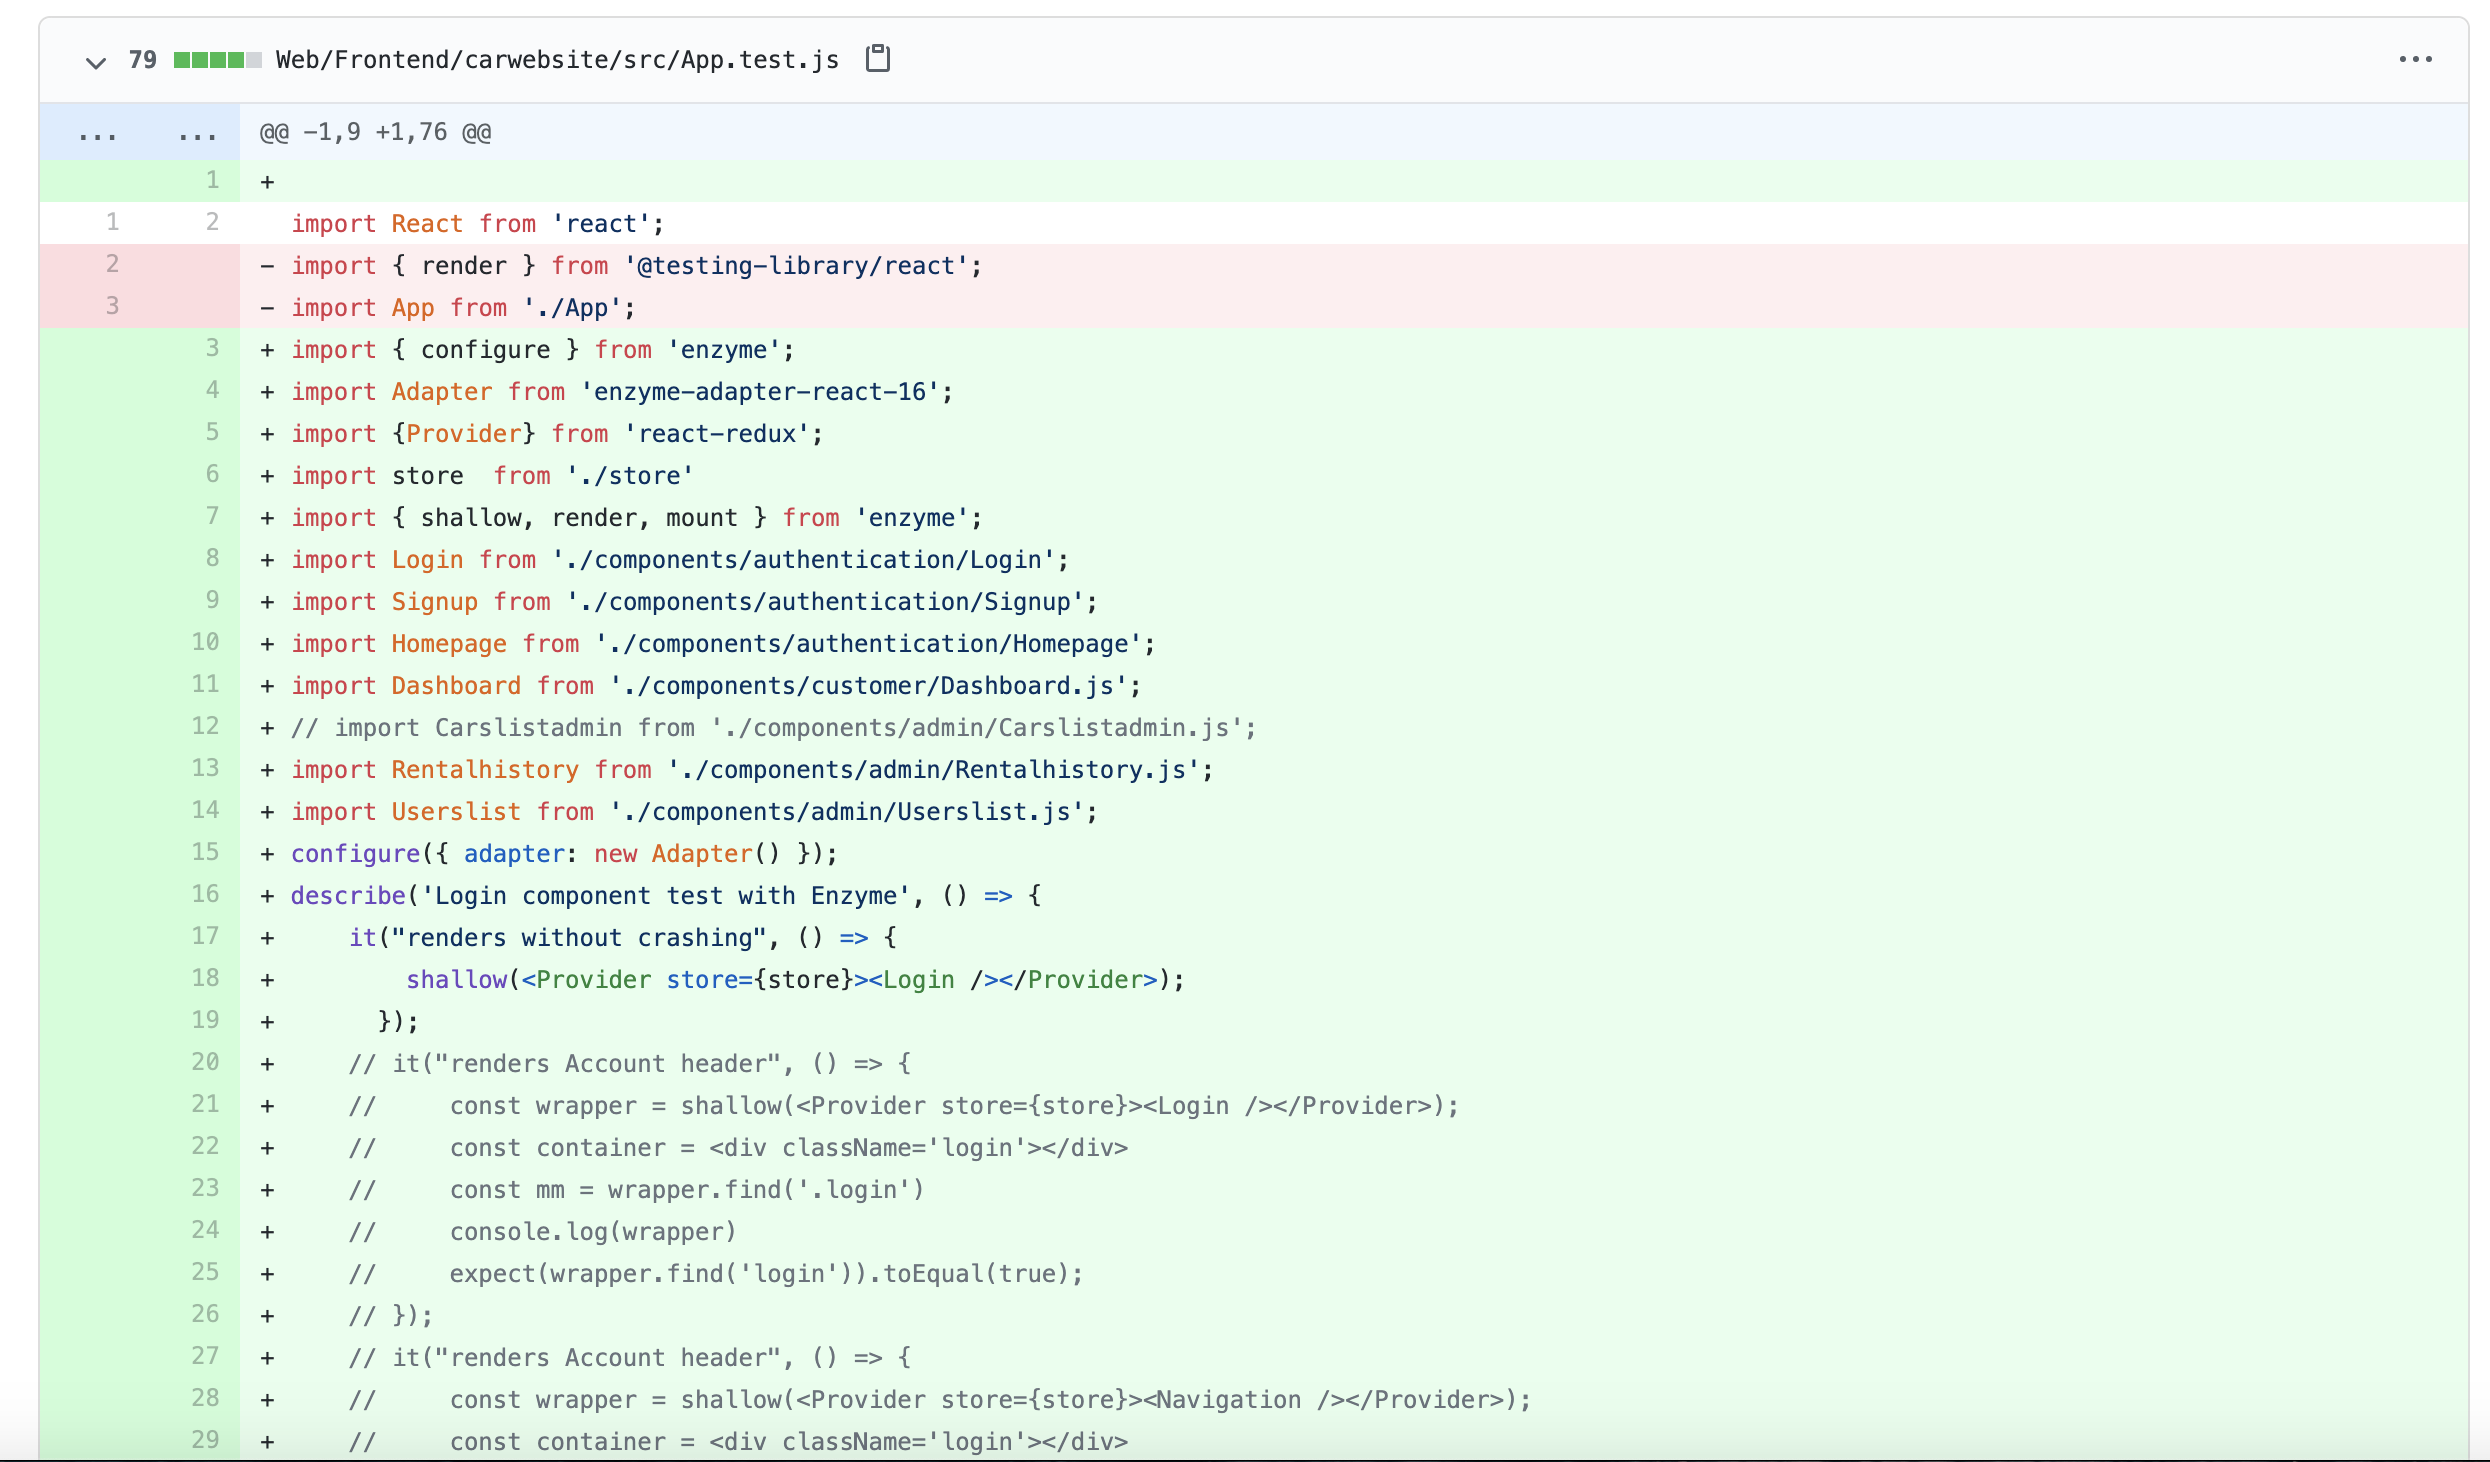 79 Web/Frontend/carwebsite/src/App.test.js ...
... ... @@ -1,9 +1,76 @@
1 +
1 2 import React from 'react';
2 - import { render } from '@testing-library/react';
3 - import App from './App';
3 + import { configure } from 'enzyme';
4 + import Adapter from 'enzyme-adapter-react-16';
5 + import {Provider} from 'react-redux';
6 + import store  from './store'
7 + import { shallow, render, mount } from 'enzyme';
8 + import Login from './components/authentication/Login';
9 + import Signup from './components/authentication/Signup';
10 + import Homepage from './components/authentication/Homepage';
11 + import Dashboard from './components/customer/Dashboard.js';
12 + // import Carslistadmin from './components/admin/Carslistadmin.js';
13 + import Rentalhistory from './components/admin/Rentalhistory.js';
14 + import Userslist from './components/admin/Userslist.js';
15 + configure({ adapter: new Adapter() });
16 + describe('Login component test with Enzyme', () => {
17 +     it("renders without crashing", () => {
18 +         shallow(<Provider store={store}><Login /></Provider>);
19 +       });
20 +     // it("renders Account header", () => {
21 +     //     const wrapper = shallow(<Provider store={store}><Login /></Provider>);
22 +     //     const container = <div className='login'></div>
23 +     //     const mm = wrapper.find('.login')
24 +     //     console.log(wrapper)
25 +     //     expect(wrapper.find('login')).toEqual(true);
26 +     // });
27 +     // it("renders Account header", () => {
28 +     //     const wrapper = shallow(<Provider store={store}><Navigation /></Provider>);
29 +     //     const container = <div className='login'></div>